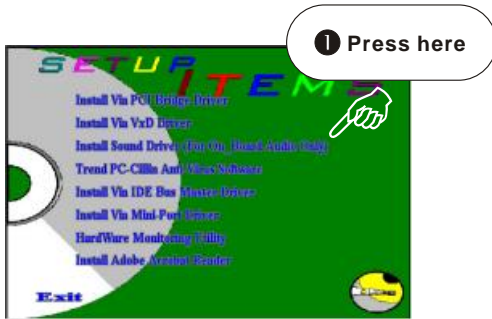 ❶ Press here
SETUP
ITEMS
Install Via PCI Bridge Driver
Install Via VxD Driver
Install Sound Driver (For On_Board Audio Only)
Trend PC-Cillin Anti-Virus Software
Install Via IDE Bus Master Driver
Install Via Mini-Port Driver
HardWare Monitoring Utility
Install Adobe Acrobat Reader
Exit